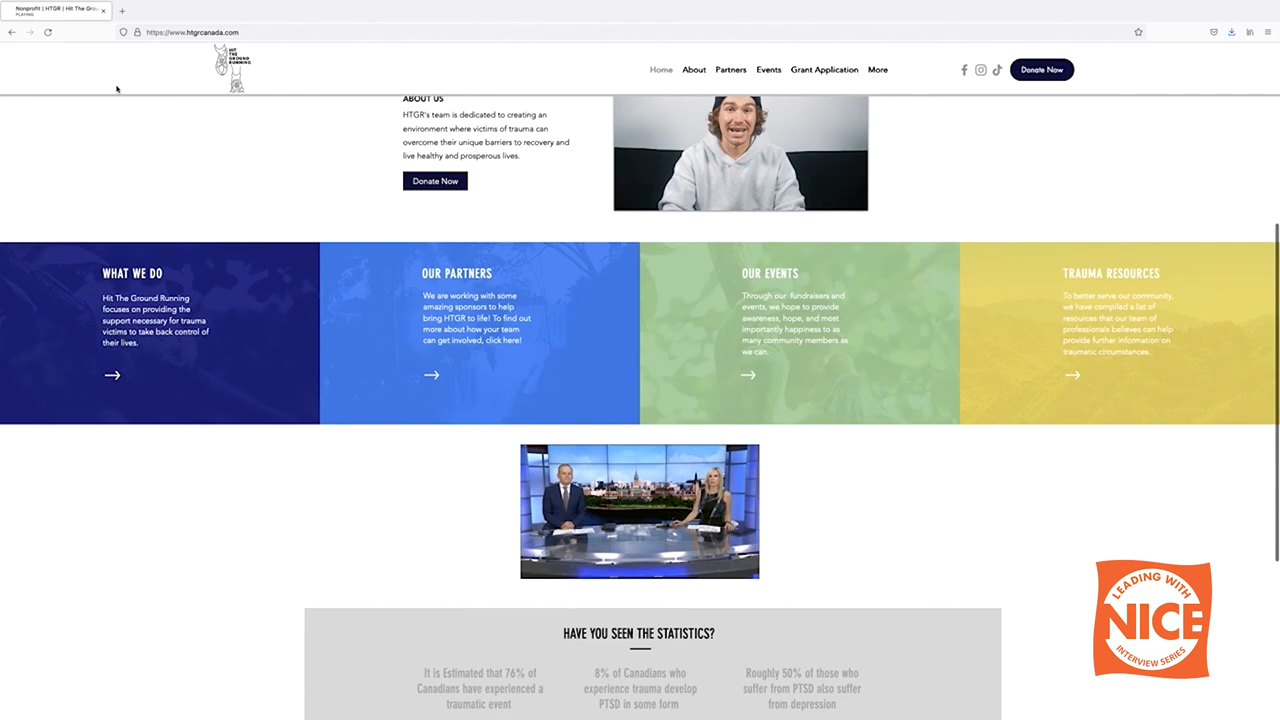 Nonprofit | HTGR | Hit The Grou
PLAYING
https://www.htgrcanada.com
HIT
THE
GROUND
RUNNING
Home About Partners Events Grant Application More
Donate Now
ABOUT US
HTGR's team is dedicated to creating an
environment where victims of trauma can
overcome their unique barriers to recovery and
live healthy and prosperous lives.
Donate Now
WHAT WE DO
Hit The Ground Running
focuses on providing the
support necessary for trauma
victims to take back control of
their lives.
OUR PARTNERS
We are working with some
amazing sponsors to help
bring HTGR to life! To find out
more about how your team
can get involved, click here!
OUR EVENTS
Through our fundraisers and
events, we hope to provide
awareness, hope, and most
importantly happiness to as
many community members as
we can.
TRAUMA RESOURCES
To better serve our community,
we have compiled a list of
resources that our team of
professionals believes can help
provide further information on
traumatic circumstances.
HAVE YOU SEEN THE STATISTICS?
It is Estimated that 76% of
Canadians have experienced a
traumatic event
8% of Canadians who
experience trauma develop
PTSD in some form
Roughly 50% of those who
suffer from PTSD also suffer
from depression
LEADING WITH
NICE
INTERVIEW SERIES